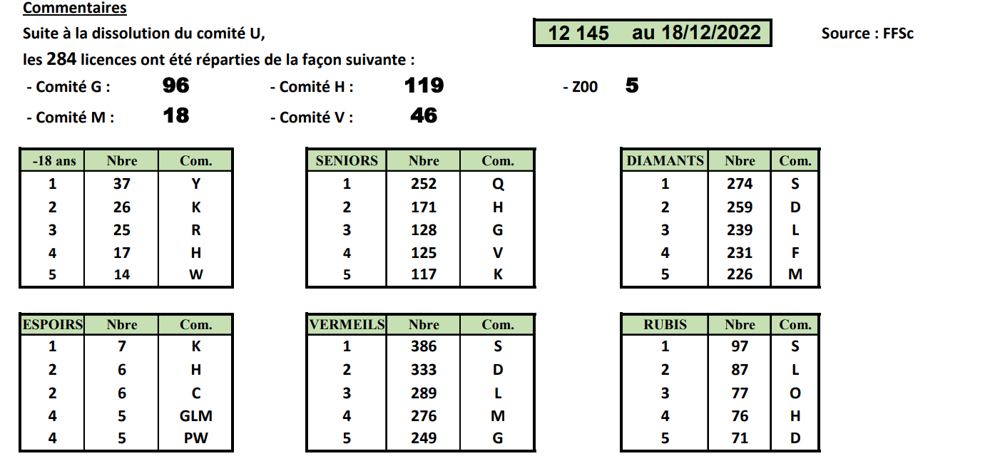 Commentaires
Suite à la dissolution du comité U,
12 145 au 18/12/2022
Source : FFSc
les 284 licences ont été réparties de la façon suivante :
- Comité G : 96 - Comité H : 119 - Z00 5
- Comité M : 18 - Comité V : 46
-18 ans Nbre Com.
1 37 Y
2 26 K
3 25 R
4 17 H
5 14 W
SENIORS Nbre Com.
1 252 Q
2 171 H
3 128 G
4 125 V
5 117 K
DIAMANTS Nbre Com.
1 274 S
2 259 D
3 239 L
4 231 F
5 226 M
ESPOIRS Nbre Com.
1 7 K
2 6 H
2 6 C
4 5 GLM
4 5 PW
VERMEILS Nbre Com.
1 386 S
2 333 D
3 289 L
4 276 M
5 249 G
RUBIS Nbre Com.
1 97 S
2 87 L
3 77 O
4 76 H
5 71 D